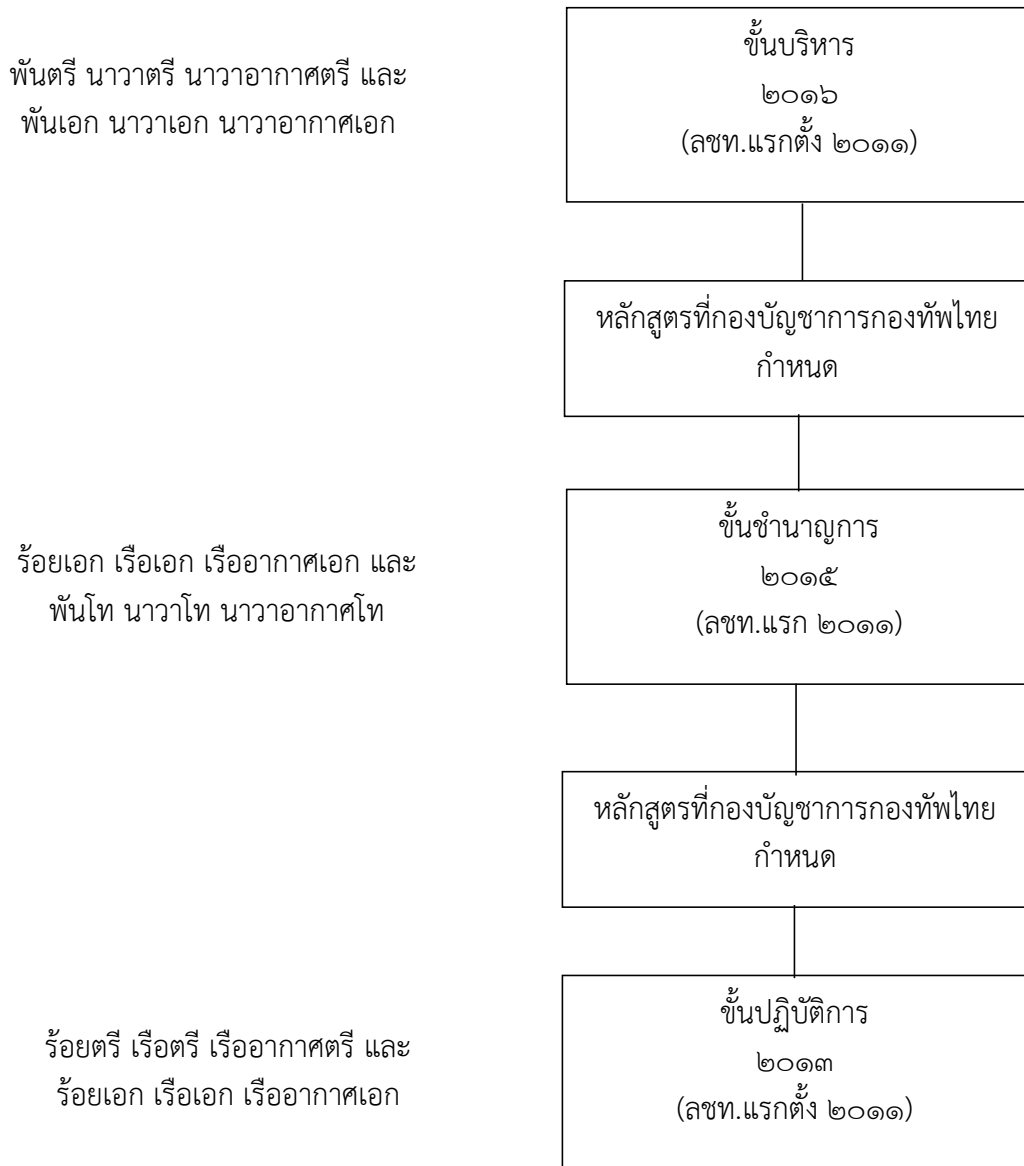 พันตรี นาวาตรี นาวาอากาศตรี และ
พันเอก นาวาเอก นาวาอากาศเอก
ขั้นบริหาร
๒๐๑๖
(ลชท.แรกตั้ง ๒๐๑๑)
หลักสูตรที่กองบัญชาการกองทัพไทย
กำหนด
ร้อยเอก เรือเอก เรืออากาศเอก และ
พันโท นาวาโท นาวาอากาศโท
ขั้นชำนาญการ
๒๐๑๕
(ลชท.แรก ๒๐๑๑)
หลักสูตรที่กองบัญชาการกองทัพไทย
กำหนด
ร้อยตรี เรือตรี เรืออากาศตรี และ
ร้อยเอก เรือเอก เรืออากาศเอก
ขั้นปฏิบัติการ
๒๐๑๓
(ลชท.แรกตั้ง ๒๐๑๑)